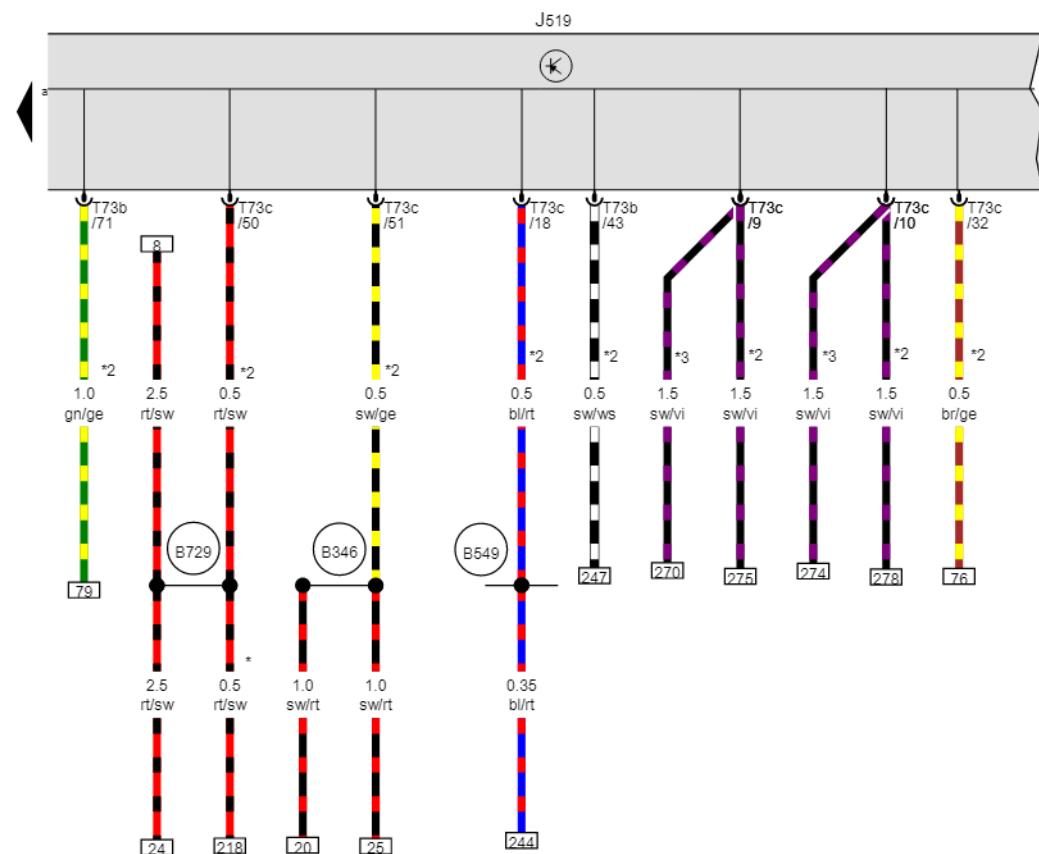 J519
a
T73b
/71
T73c
/50
T73c
/51
T73c
/18
T73b
/43
T73c
/9
T73c
/10
T73c
/32
8
*2
*2
*2
*2
*2
*3
*2
*3
*2
*2
1.0
gn/ge
2.5
rt/sw
0.5
rt/sw
0.5
sw/ge
0.5
bl/rt
0.5
sw/ws
1.5
sw/vi
1.5
sw/vi
1.5
sw/vi
1.5
sw/vi
0.5
br/ge
B729
B346
B549
79
247
270
275
274
278
76
*
2.5
rt/sw
0.5
rt/sw
1.0
sw/rt
1.0
sw/rt
0.35
bl/rt
24
218
20
25
244